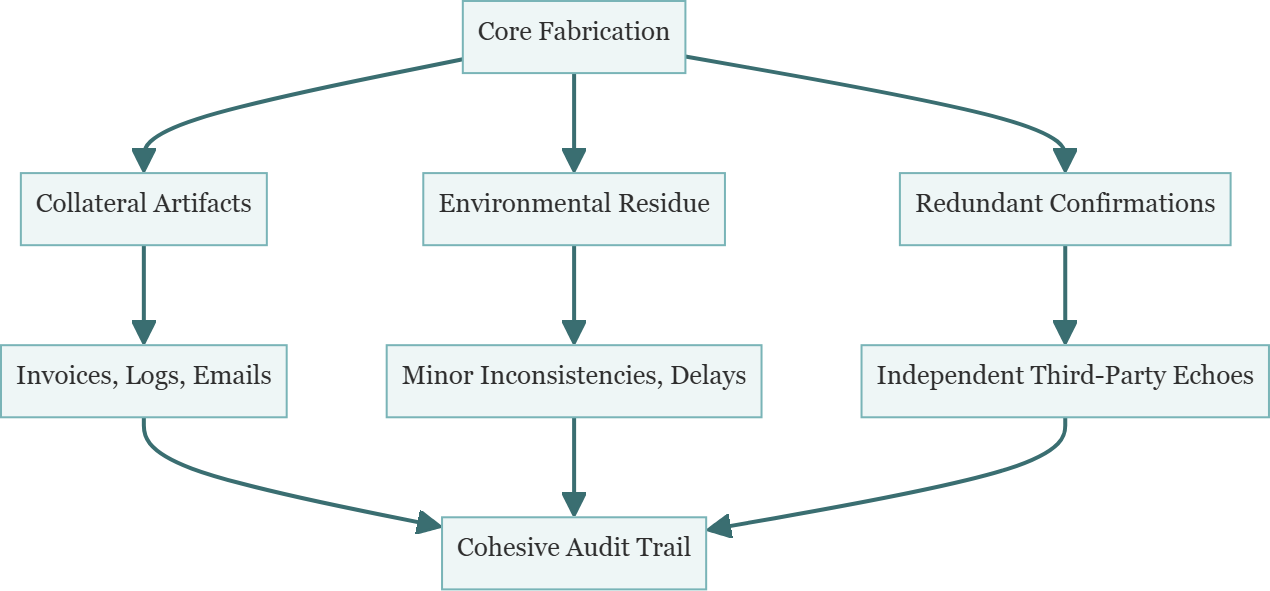 Core Fabrication
Collateral Artifacts
Environmental Residue
Redundant Confirmations
Invoices, Logs, Emails
Minor Inconsistencies, Delays
Independent Third-Party Echoes
Cohesive Audit Trail